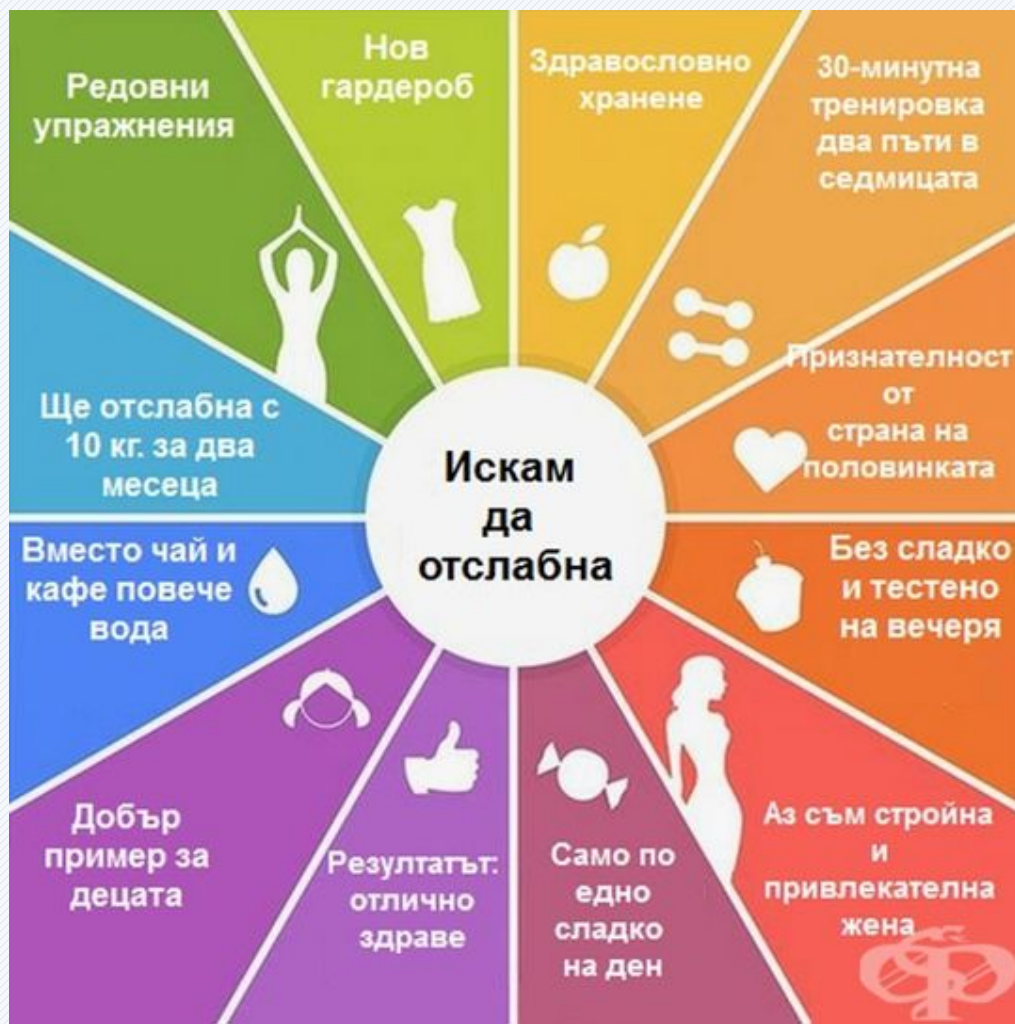 Редовни
упражнения
Нов
гардероб
Здравословно
хранене
30-минутна
тренировка
два пъти в
седмицата
Признателност
от
страна на
половинката
Без сладко
и тестено
на вечеря
Аз съм стройна
и
привлекателна
жена
Само по
едно
сладко
на ден
Резултатът:
отлично
здраве
Добър
пример за
децата
Вместо чай и
кафе повече
вода
Ще отслабна с
10 кг. за два
месеца
Искам
да
отслабна